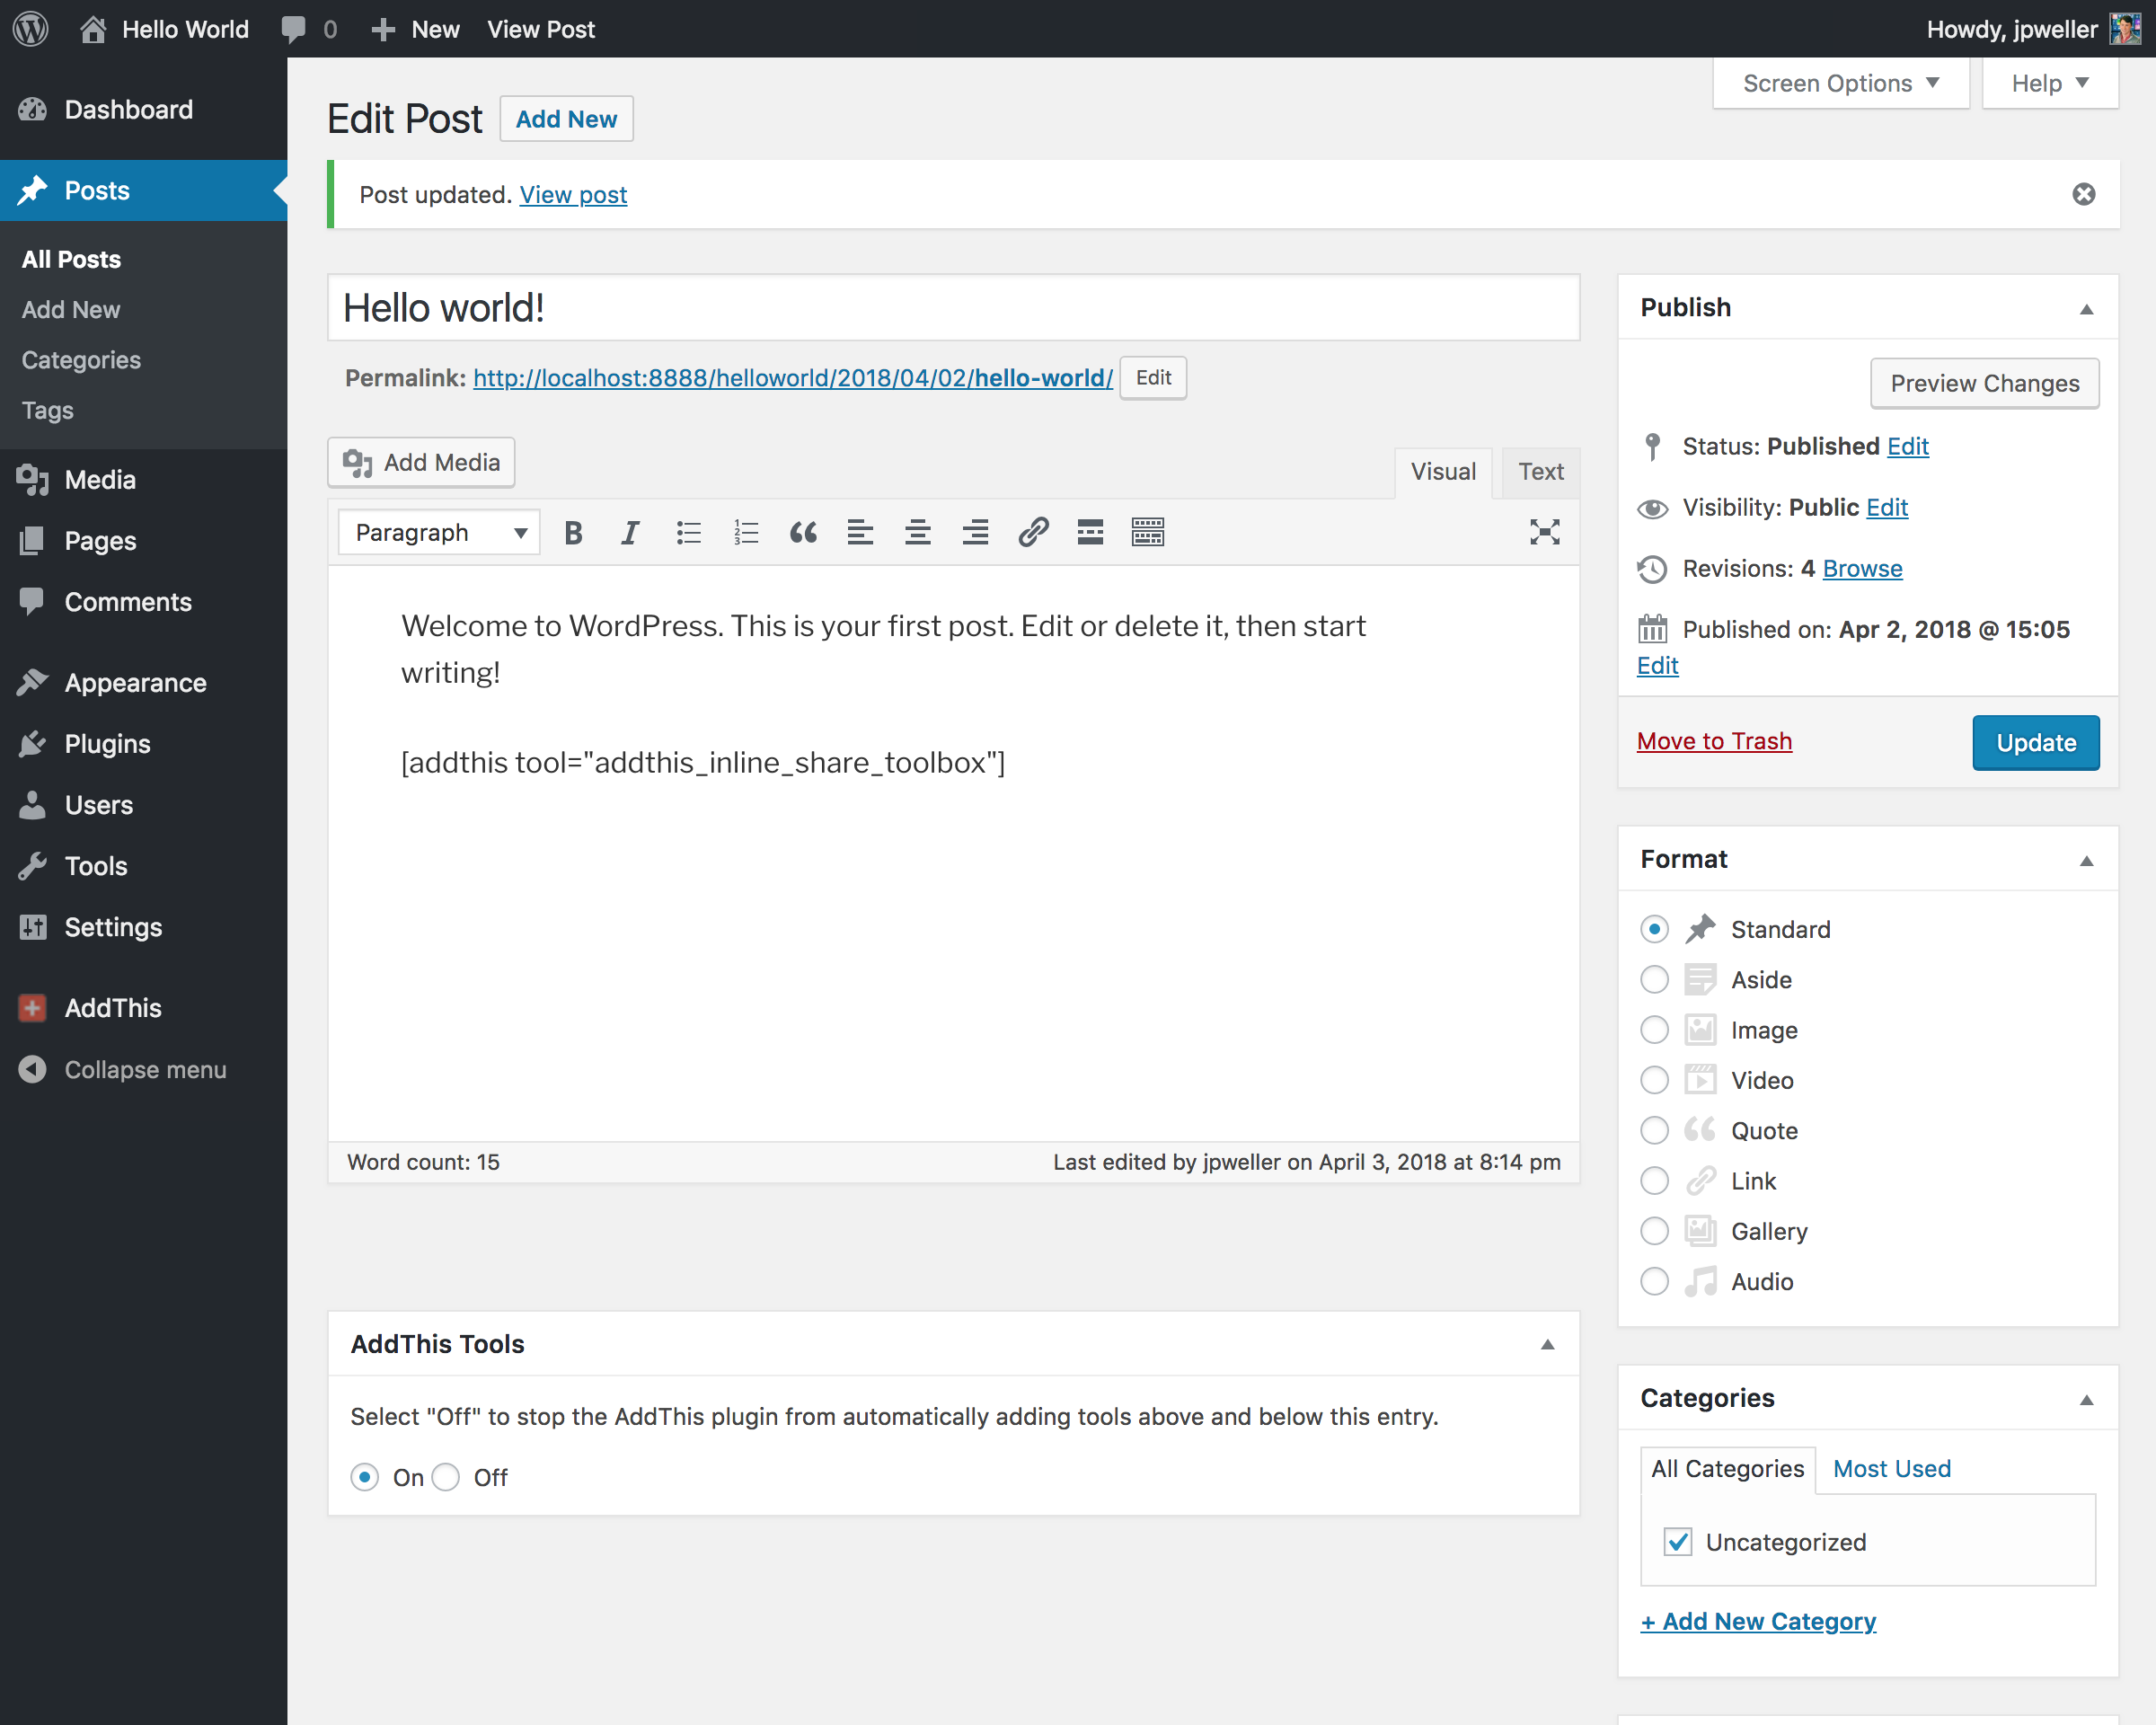 Hello World 0 New View Post Howdy, jpweller
Screen Options Help
Dashboard
Posts
All Posts
Add New
Categories
Tags
Media
Pages
Comments
Appearance
Plugins
Users
Tools
Settings
AddThis
Collapse menu
Edit Post Add New
Post updated. View post
Hello world!
Permalink: http://localhost:8888/helloworld/2018/04/02/hello-world/ Edit
Add Media
Visual Text
Paragraph B I
Welcome to WordPress. This is your first post. Edit or delete it, then start
writing!
[addthis tool="addthis_inline_share_toolbox"]
Word count: 15 Last edited by jpweller on April 3, 2018 at 8:14 pm
AddThis Tools
Select "Off" to stop the AddThis plugin from automatically adding tools above and below this entry.
On Off
Publish
Preview Changes
Status: Published Edit
Visibility: Public Edit
Revisions: 4 Browse
Published on: Apr 2, 2018 @ 15:05
Edit
Move to Trash Update
Format
Standard
Aside
Image
Video
Quote
Link
Gallery
Audio
Categories
All Categories Most Used
Uncategorized
+ Add New Category